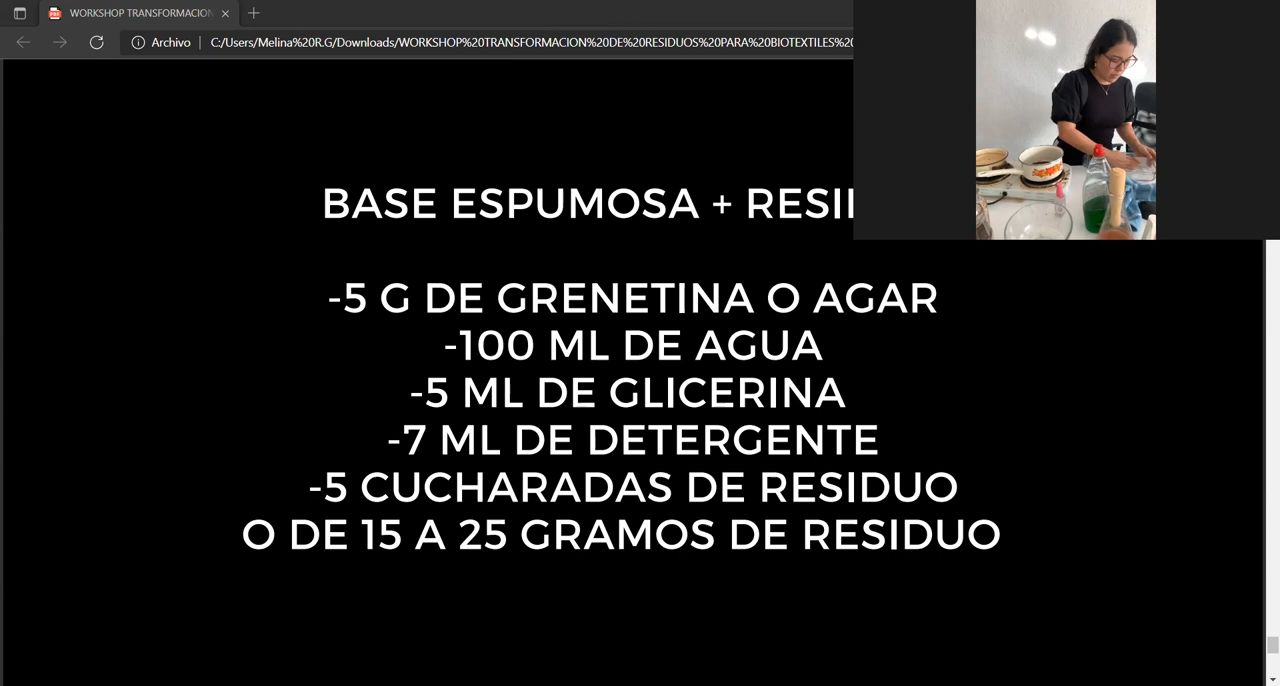 WORKSHOP TRANSFORMACION
Archivo
C:/Users/Melina%20R.G/Downloads/WORKSHOP%20TRANSFORMACION%20DE%20RESIDUOS%20PARA%20BIOTEXTILES%20
BASE ESPUMOSA + RESI
-5 G DE GRENETINA O AGAR
-100 ML DE AGUA
-5 ML DE GLICERINA
-7 ML DE DETERGENTE
-5 CUCHARADAS DE RESIDUO
O DE 15 A 25 GRAMOS DE RESIDUO